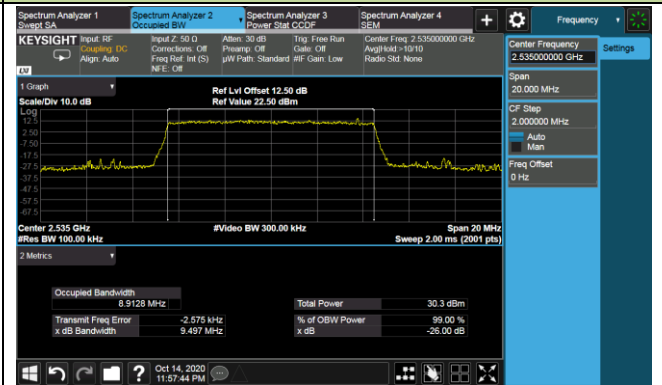 Spectrum Analyzer 1
Swept SA
Spectrum Analyzer 2
Occupied BW
Spectrum Analyzer 3
Power Stat CCDF
Spectrum Analyzer 4
SEM
+
Frequency
KEYSIGHT
Input: RF
Coupling: DC
Align: Auto
Input Z: 50 Ω
Corrections: Off
Freq Ref: Int (S)
NFE: Off
Atten: 30 dB
Preamp: Off
µW Path: Standard
Trig: Free Run
Gate: Off
#IF Gain: Low
Center Freq: 2.535000000 GHz
Avg|Hold:>10/10
Radio Std: None
LXI
Center Frequency
2.535000000 GHz
Settings
Span
20.000 MHz
CF Step
2.000000 MHz
Auto
Man
Freq Offset
0 Hz
1 Graph
Scale/Div 10.0 dB
Ref Lvl Offset 12.50 dB
Ref Value 22.50 dBm
Log
12.5
2.50
-7.50
-17.5
-27.5
-37.5
-47.5
-57.5
-67.5
Center 2.535 GHz
#Res BW 100.00 kHz
#Video BW 300.00 kHz
Span 20 MHz
Sweep 2.00 ms (2001 pts)
2 Metrics
Occupied Bandwidth
8.9128 MHz
Total Power 30.3 dBm
Transmit Freq Error -2.575 kHz
% of OBW Power 99.00 %
x dB Bandwidth 9.497 MHz
x dB -26.00 dB
?
Oct 14, 2020
11:57:44 PM